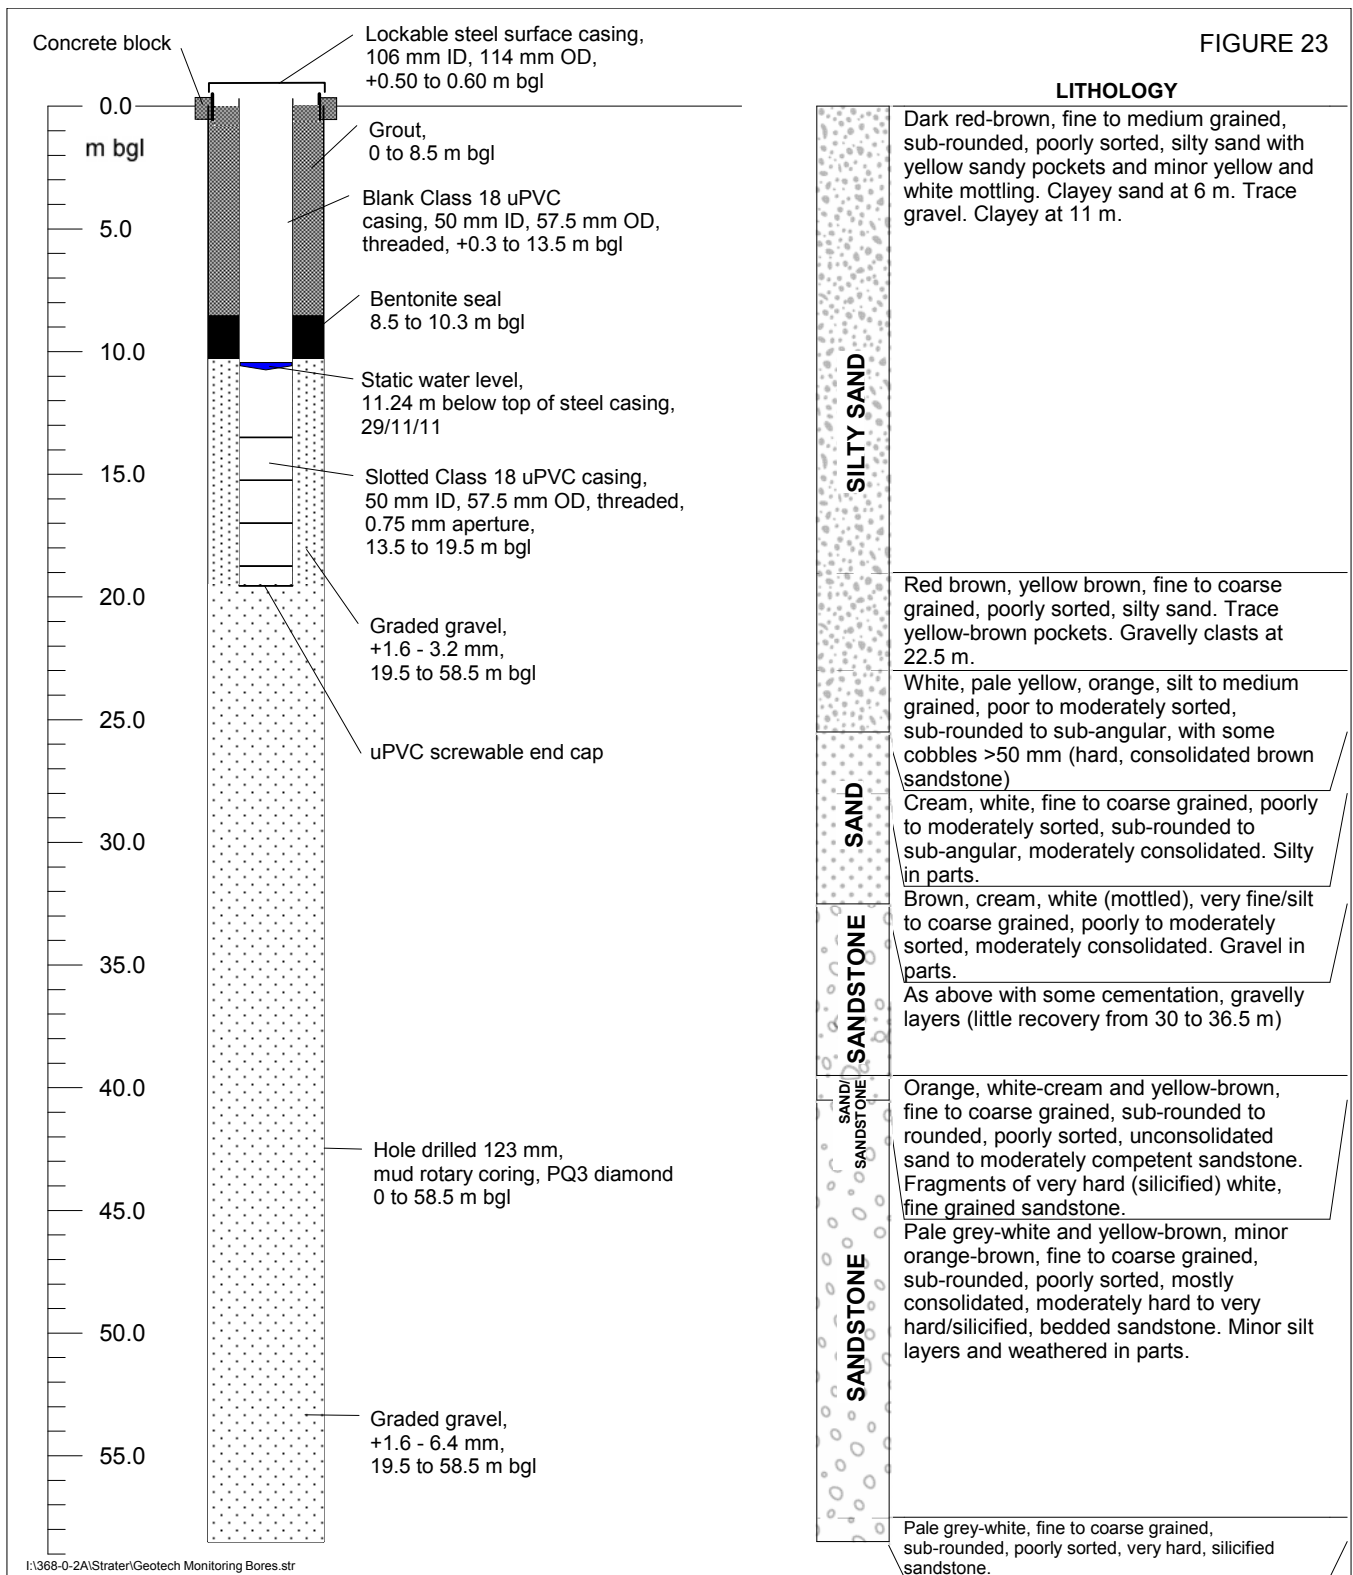 FIGURE 23
Concrete block
Lockable steel surface casing,
106 mm ID, 114 mm OD,
+0.50 to 0.60 m bgl
0.0
m bgl
5.0
10.0
15.0
20.0
25.0
30.0
35.0
40.0
45.0
50.0
55.0
Grout,
0 to 8.5 m bgl
Blank Class 18 uPVC
casing, 50 mm ID, 57.5 mm OD,
threaded, +0.3 to 13.5 m bgl
Bentonite seal
8.5 to 10.3 m bgl
Static water level,
11.24 m below top of steel casing,
29/11/11
Slotted Class 18 uPVC casing,
50 mm ID, 57.5 mm OD, threaded,
0.75 mm aperture,
13.5 to 19.5 m bgl
Graded gravel,
+1.6 - 3.2 mm,
19.5 to 58.5 m bgl
uPVC screwable end cap
Hole drilled 123 mm,
mud rotary coring, PQ3 diamond
0 to 58.5 m bgl
Graded gravel,
+1.6 - 6.4 mm,
19.5 to 58.5 m bgl
LITHOLOGY
SILTY SAND
SAND
SANDSTONE
SAND/
SANDSTONE
SANDSTONE
Dark red-brown, fine to medium grained,
sub-rounded, poorly sorted, silty sand with
yellow sandy pockets and minor yellow and
white mottling. Clayey sand at 6 m. Trace
gravel. Clayey at 11 m.
Red brown, yellow brown, fine to coarse
grained, poorly sorted, silty sand. Trace
yellow-brown pockets. Gravelly clasts at
22.5 m.
White, pale yellow, orange, silt to medium
grained, poor to moderately sorted,
sub-rounded to sub-angular, with some
cobbles >50 mm (hard, consolidated brown
sandstone)
Cream, white, fine to coarse grained, poorly
to moderately sorted, sub-rounded to
sub-angular, moderately consolidated. Silty
in parts.
Brown, cream, white (mottled), very fine/silt
to coarse grained, poorly to moderately
sorted, moderately consolidated. Gravel in
parts.
As above with some cementation, gravelly
layers (little recovery from 30 to 36.5 m)
Orange, white-cream and yellow-brown,
fine to coarse grained, sub-rounded to
rounded, poorly sorted, unconsolidated
sand to moderately competent sandstone.
Fragments of very hard (silicified) white,
fine grained sandstone.
Pale grey-white and yellow-brown, minor
orange-brown, fine to coarse grained,
sub-rounded, poorly sorted, mostly
consolidated, moderately hard to very
hard/silicified, bedded sandstone. Minor silt
layers and weathered in parts.
Pale grey-white, fine to coarse grained,
sub-rounded, poorly sorted, very hard, silicified
sandstone.
I:\368-0-2A\Strater\Geotech Monitoring Bores.str